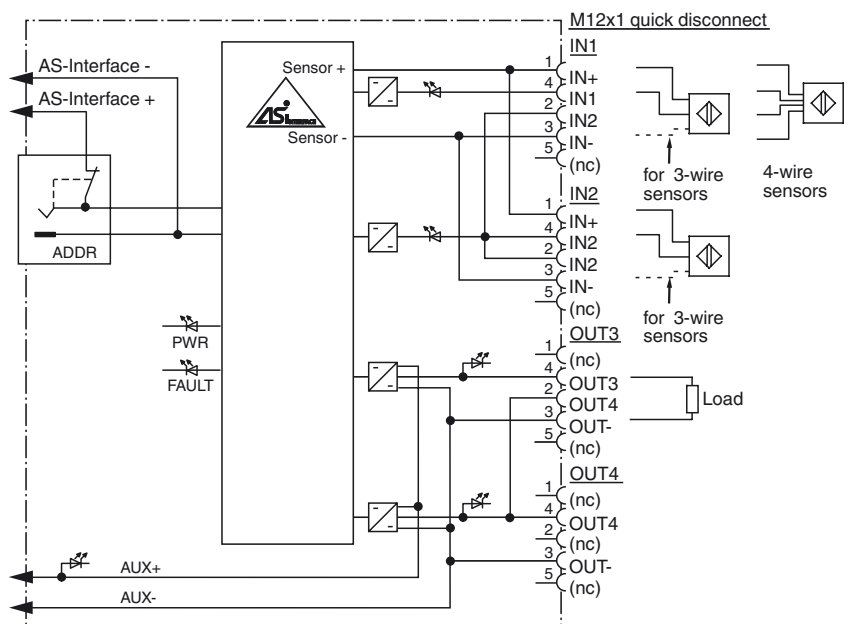 M12x1 quick disconnect
AS-Interface -
AS-Interface +
ADDR
PWR
FAULT
AUX+
AUX-
Sensor +
ASi INTERFACE
Sensor -
IN1
1 IN+
4 IN1
2 IN2
3 IN-
5 (nc)
for 3-wire
sensors
4-wire
sensors
IN2
1 IN+
4 IN2
2 IN2
3 IN-
5 (nc)
for 3-wire
sensors
OUT3
1 (nc)
4 OUT3
2 OUT4
3 OUT-
5 (nc)
Load
OUT4
1 (nc)
4 OUT4
2 (nc)
3 OUT-
5 (nc)